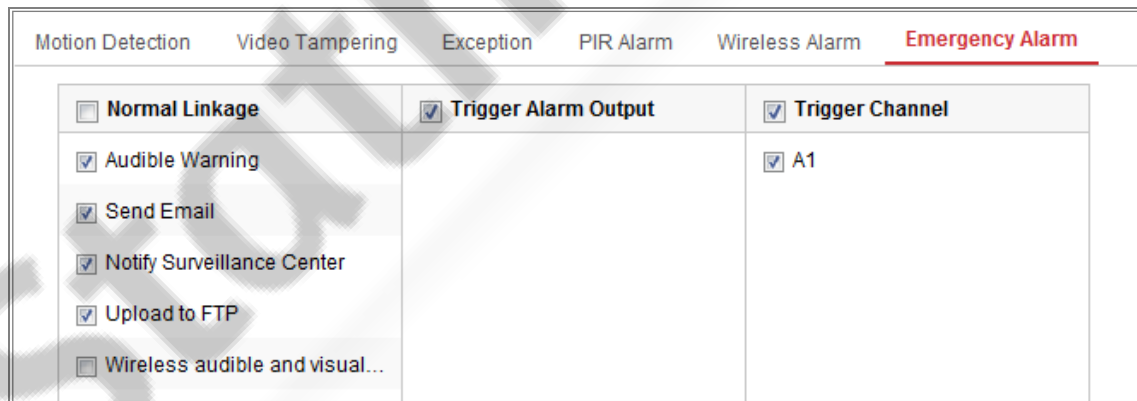 Motion Detection Video Tampering Exception PIR Alarm Wireless Alarm Emergency Alarm
Normal Linkage Trigger Alarm Output Trigger Channel
Audible Warning A1
Send Email
Notify Surveillance Center
Upload to FTP
Wireless audible and visual...